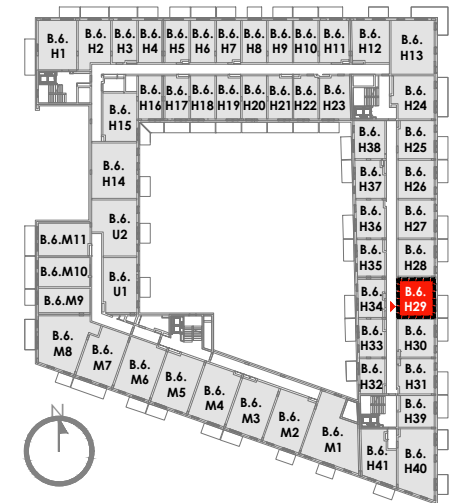 B.6.
H1
B.6.
H2
B.6.
H3
B.6.
H4
B.6.
H5
B.6.
H6
B.6.
H7
B.6.
H8
B.6.
H9
B.6.
H10
B.6.
H11
B.6.
H12
B.6.
H13
B.6.
H16
B.6.
H17
B.6.
H18
B.6.
H19
B.6.
H20
B.6.
H21
B.6.
H22
B.6.
H23
B.6.
H24
B.6.
H15
B.6.
H38
B.6.
H25
B.6.
H14
B.6.
H37
B.6.
H26
B.6.
U2
B.6.
H36
B.6.
H27
B.6.M11
B.6.
H35
B.6.
H28
B.6.M10
B.6.
U1
B.6.
H34
B.6.
H29
B.6.M9
B.6.
H33
B.6.
H30
B.6.
M8
B.6.
M7
B.6.
M6
B.6.
M5
B.6.
M4
B.6.
M3
B.6.
M2
B.6.
M1
B.6.
H32
B.6.
H31
B.6.
H39
B.6.
H41
B.6.
H40
N